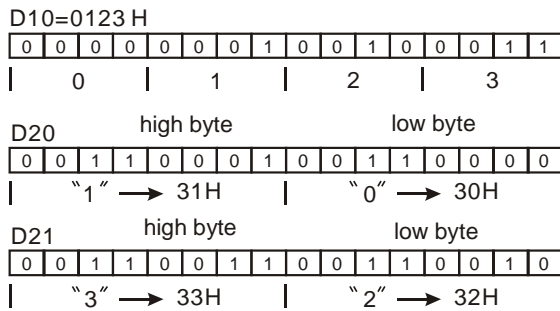 D10=0123 H
0 0 0 0 0 0 0 1 0 0 1 0 0 0 1 1
0 1 2 3
D20 high byte low byte
0 0 1 1 0 0 0 1 0 0 1 1 0 0 0 0
"1" → 31H "0" → 30H
D21 high byte low byte
0 0 1 1 0 0 1 1 0 0 1 1 0 0 1 0
"3" → 33H "2" → 32H